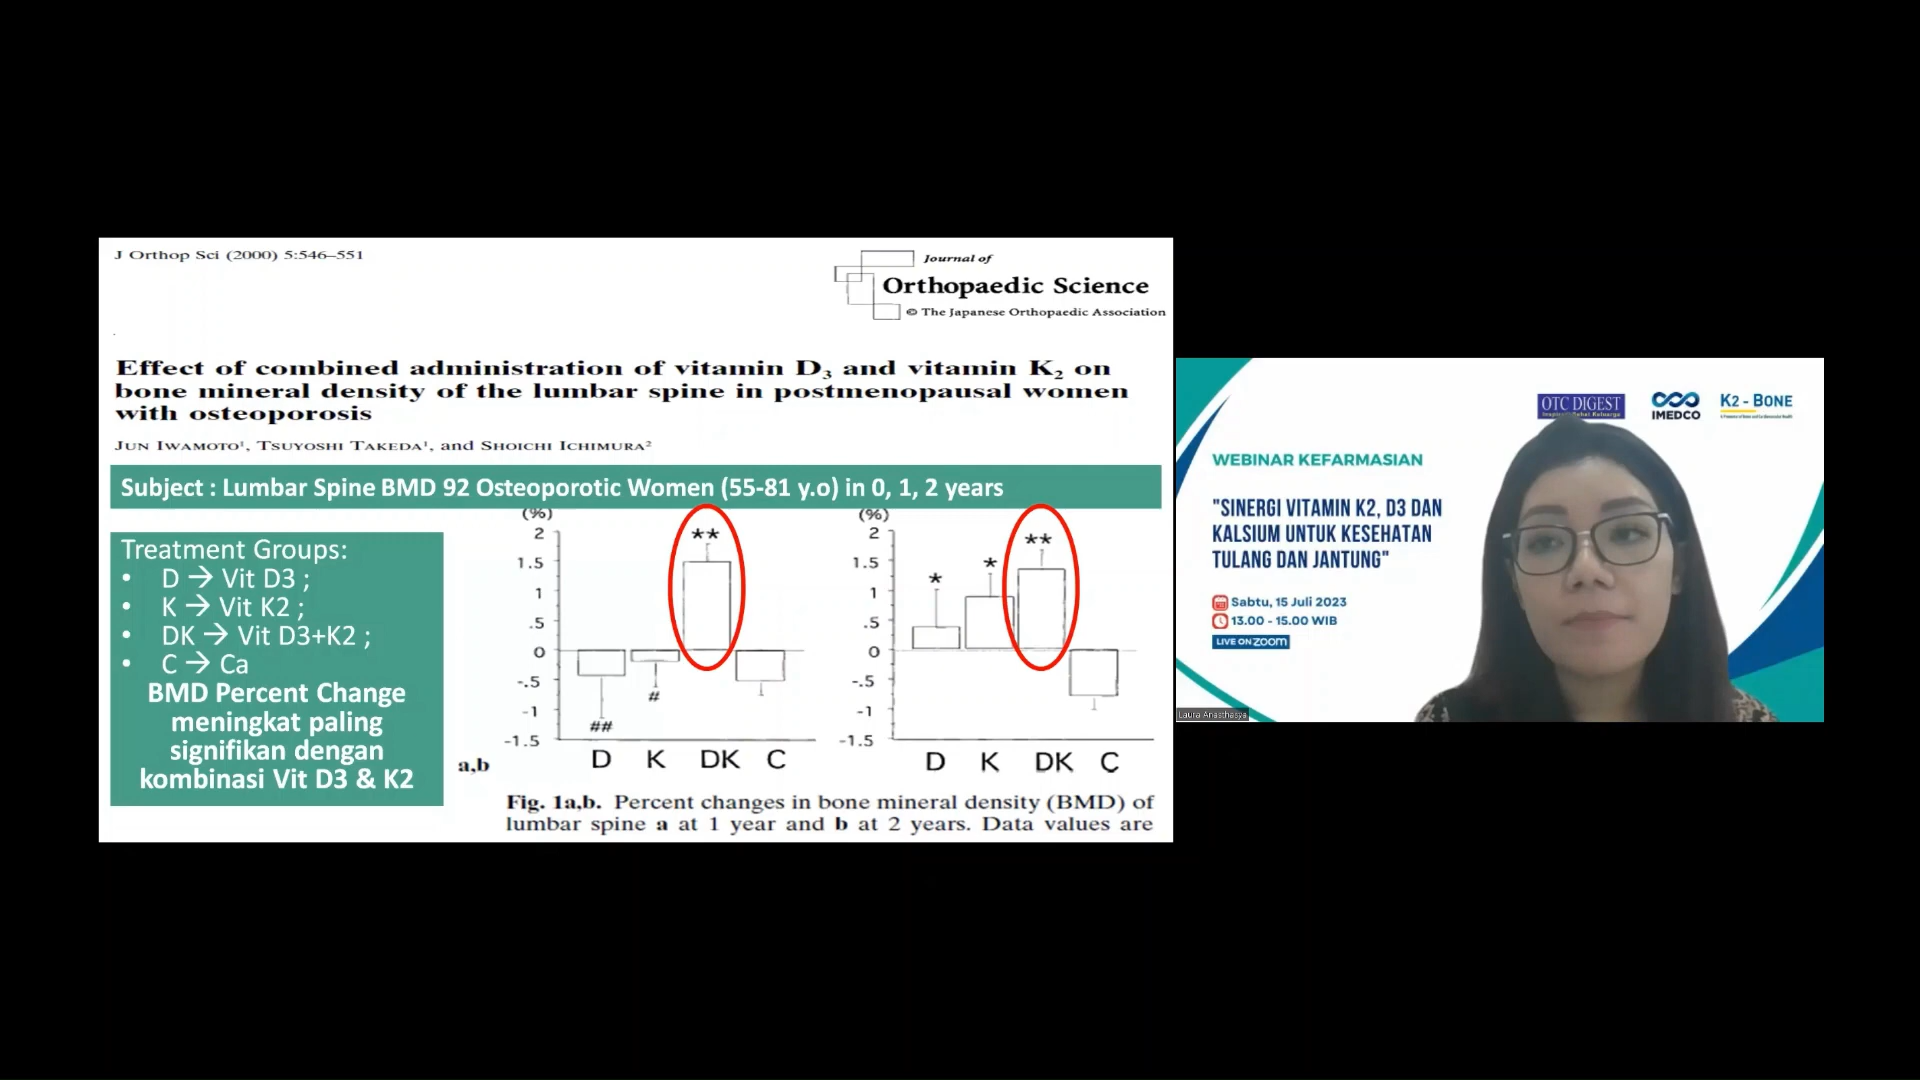 J Orthop Sci (2000) 5:546–551
Journal of
Orthopaedic Science
© The Japanese Orthopaedic Association
Effect of combined administration of vitamin D₃ and vitamin K₂ on
bone mineral density of the lumbar spine in postmenopausal women
with osteoporosis
JUN IWAMOTO¹, TSUYOSHI TAKEDA¹, and SHOICHI ICHIMURA²
Subject : Lumbar Spine BMD 92 Osteoporotic Women (55-81 y.o) in 0, 1, 2 years
Treatment Groups:
• D → Vit D3 ;
• K → Vit K2 ;
• DK → Vit D3+K2 ;
• C → Ca
BMD Percent Change
meningkat paling
signifikan dengan
kombinasi Vit D3 & K2
(%)
2
1.5
1
.5
0
-.5
-1
-1.5
**
#
##
D K DK C
(%)
2
1.5
1
.5
0
-.5
-1
-1.5
*
*
**
D K DK C
a,b
Fig. 1a,b. Percent changes in bone mineral density (BMD) of
lumbar spine a at 1 year and b at 2 years. Data values are
OTC DIGEST
IMEDCO
K2 - BONE
WEBINAR KEFARMASIAN
"SINERGI VITAMIN K2, D3 DAN
KALSIUM UNTUK KESEHATAN
TULANG DAN JANTUNG"
Sabtu, 15 Juli 2023
13.00 - 15.00 WIB
LIVE ON ZOOM
Laura Anasthasya